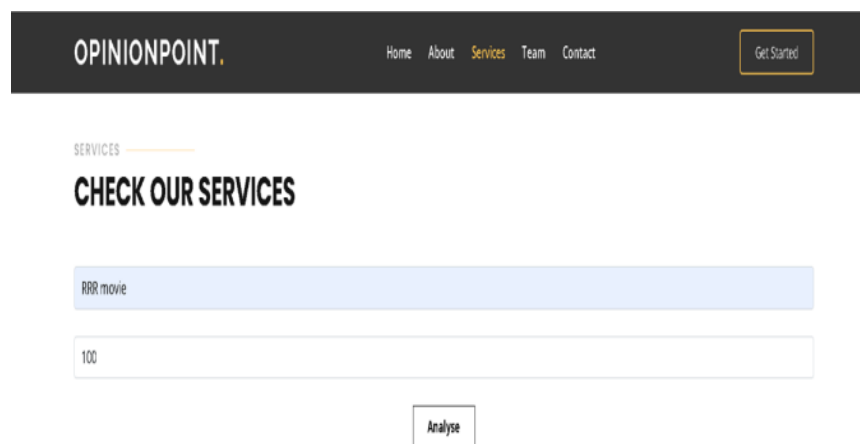 OPINIONPOINT. Home About Services Team Contact Get Started
SERVICES
CHECK OUR SERVICES
RRR movie
100
Analyse